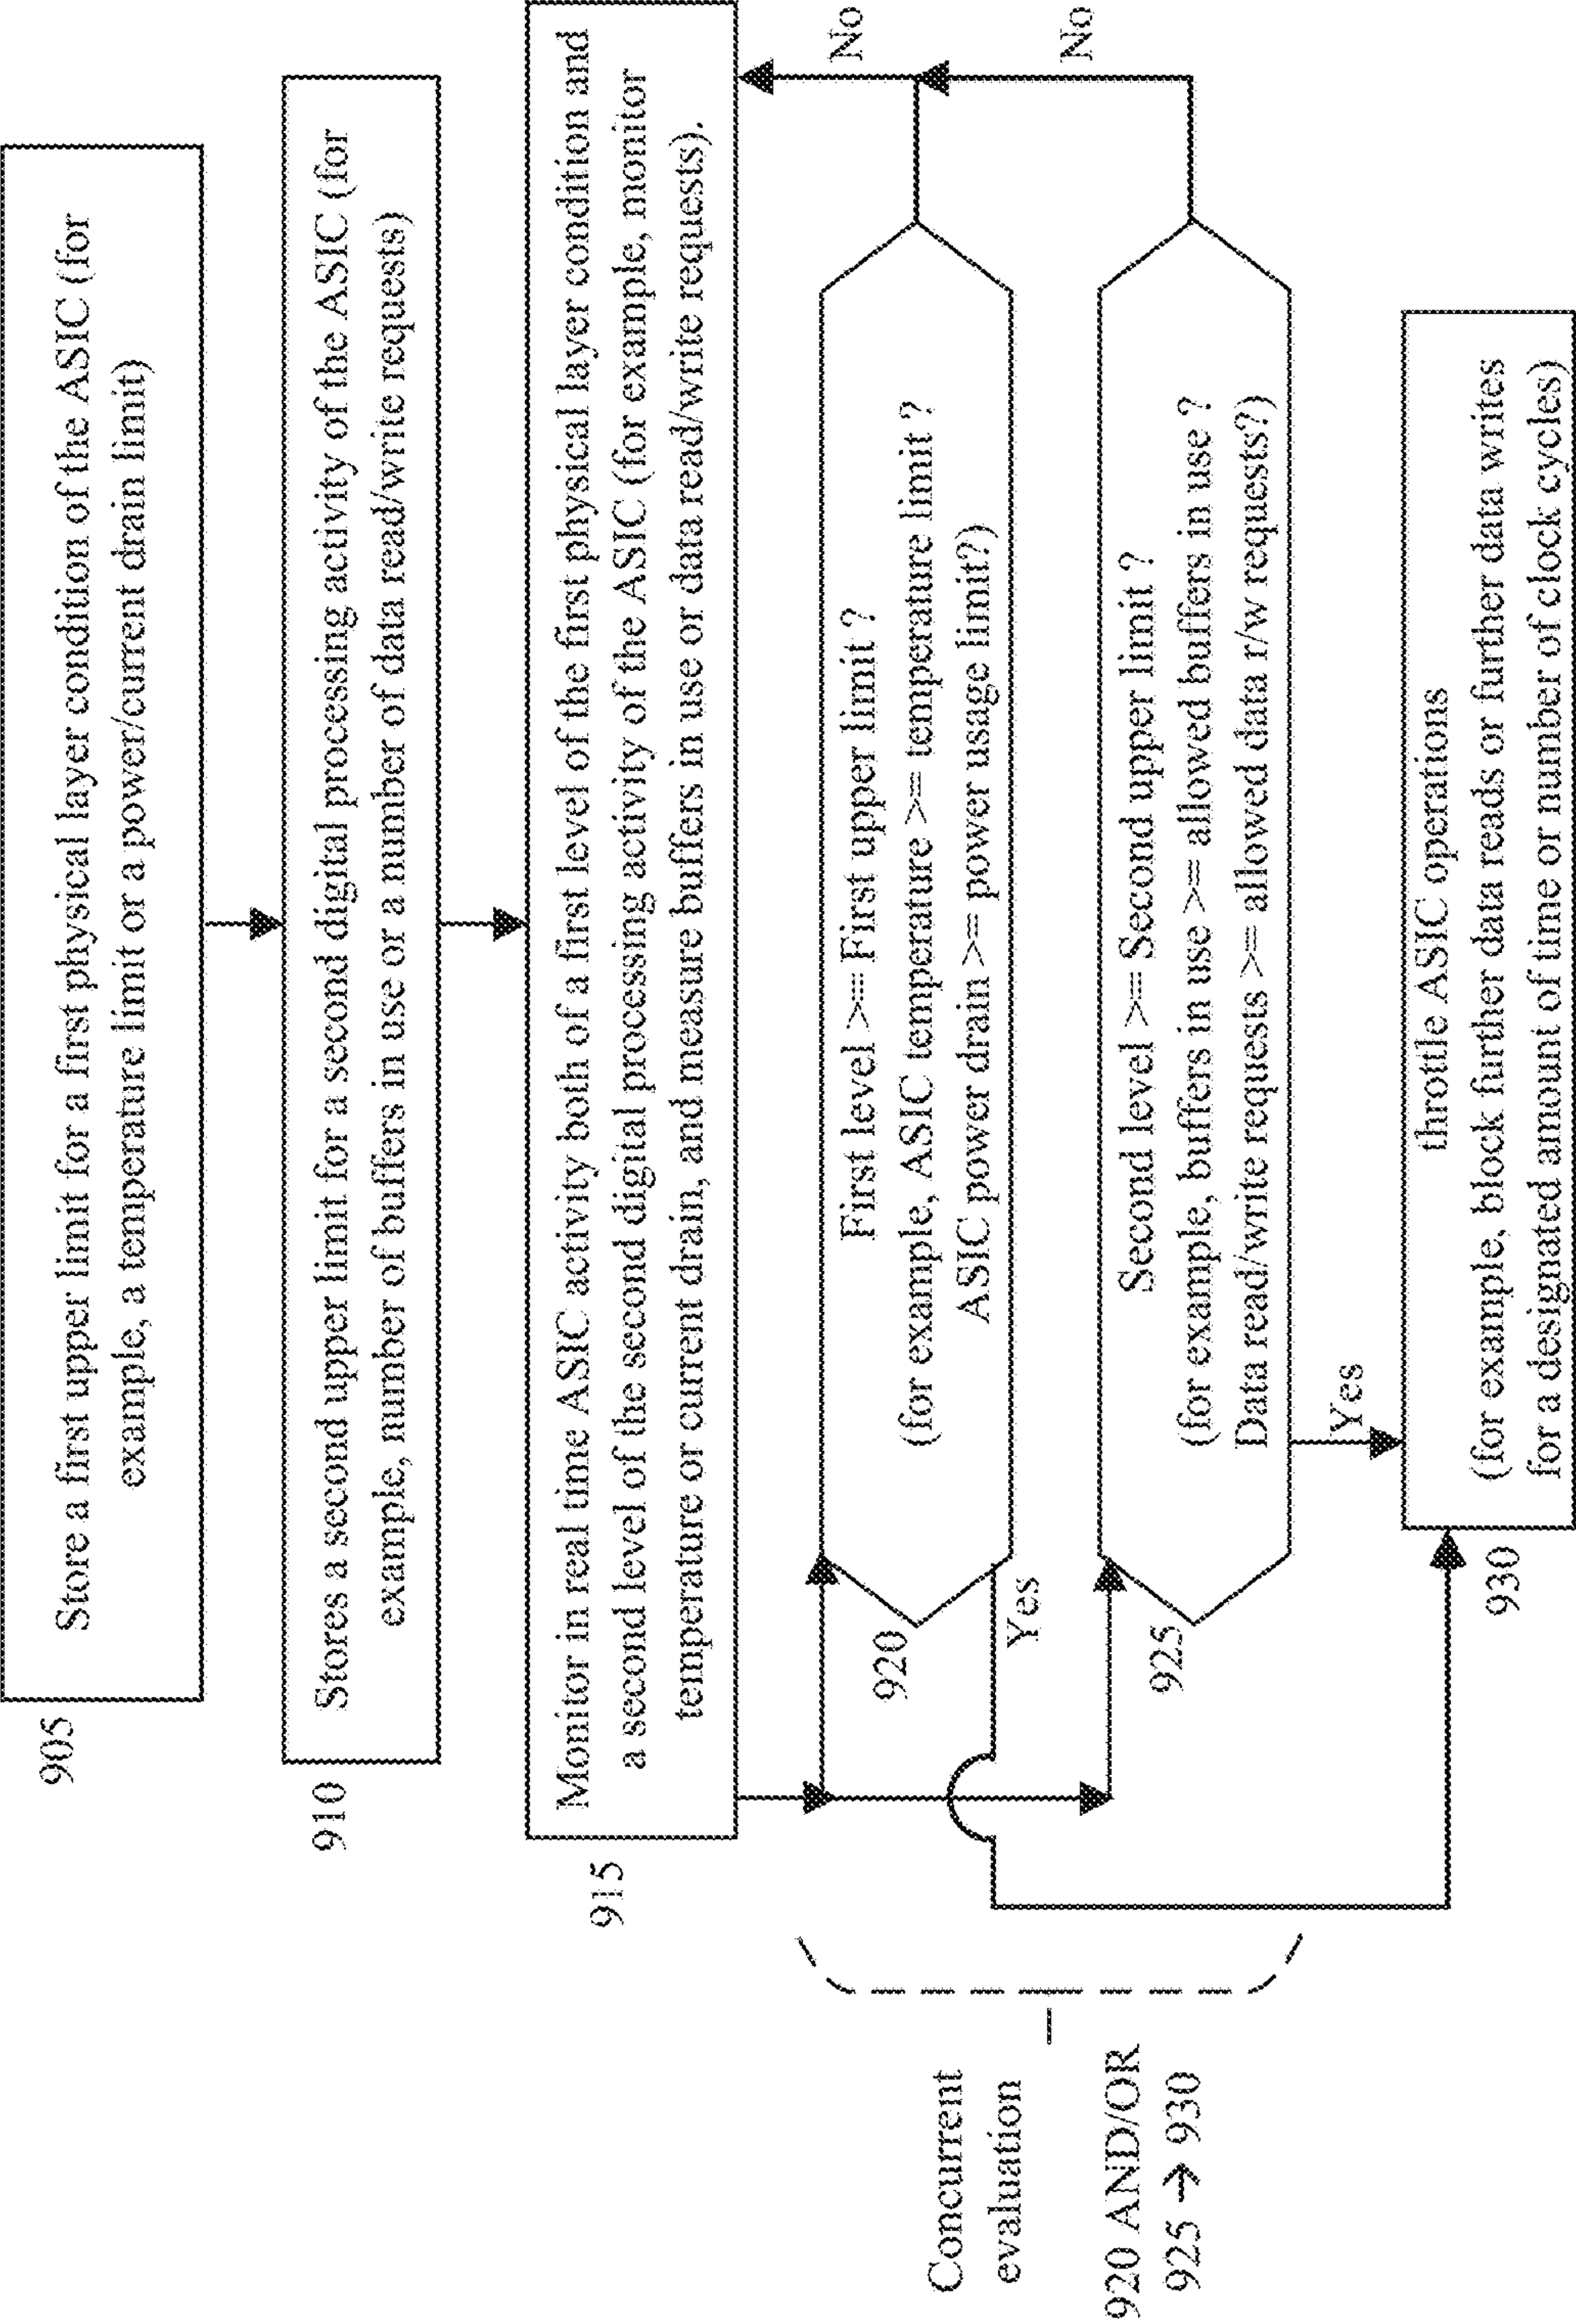 905
Store a first upper limit for a first physical layer condition of the ASIC (for
example, a temperature limit or a power/current drain limit)
910
Stores a second upper limit for a second digital processing activity of the ASIC (for
example, number of buffers in use or a number of data read/write requests)
915
Monitor in real time ASIC activity both of a first level of the first physical layer condition and
a second level of the second digital processing activity of the ASIC (for example, monitor
temperature or current drain, and measure buffers in use or data read/write requests).
No
920
First level >= First upper limit ?
(for example, ASIC temperature >= temperature limit ?
ASIC power drain >= power usage limit?)
Yes
No
925
Second level >= Second upper limit ?
(for example, buffers in use >= allowed buffers in use ?
Data read/write requests >= allowed data r/w requests?)
Yes
Concurrent
evaluation
920 AND/OR
925 → 930
930
throttle ASIC operations
(for example, block further data reads or further data writes
for a designated amount of time or number of clock cycles)